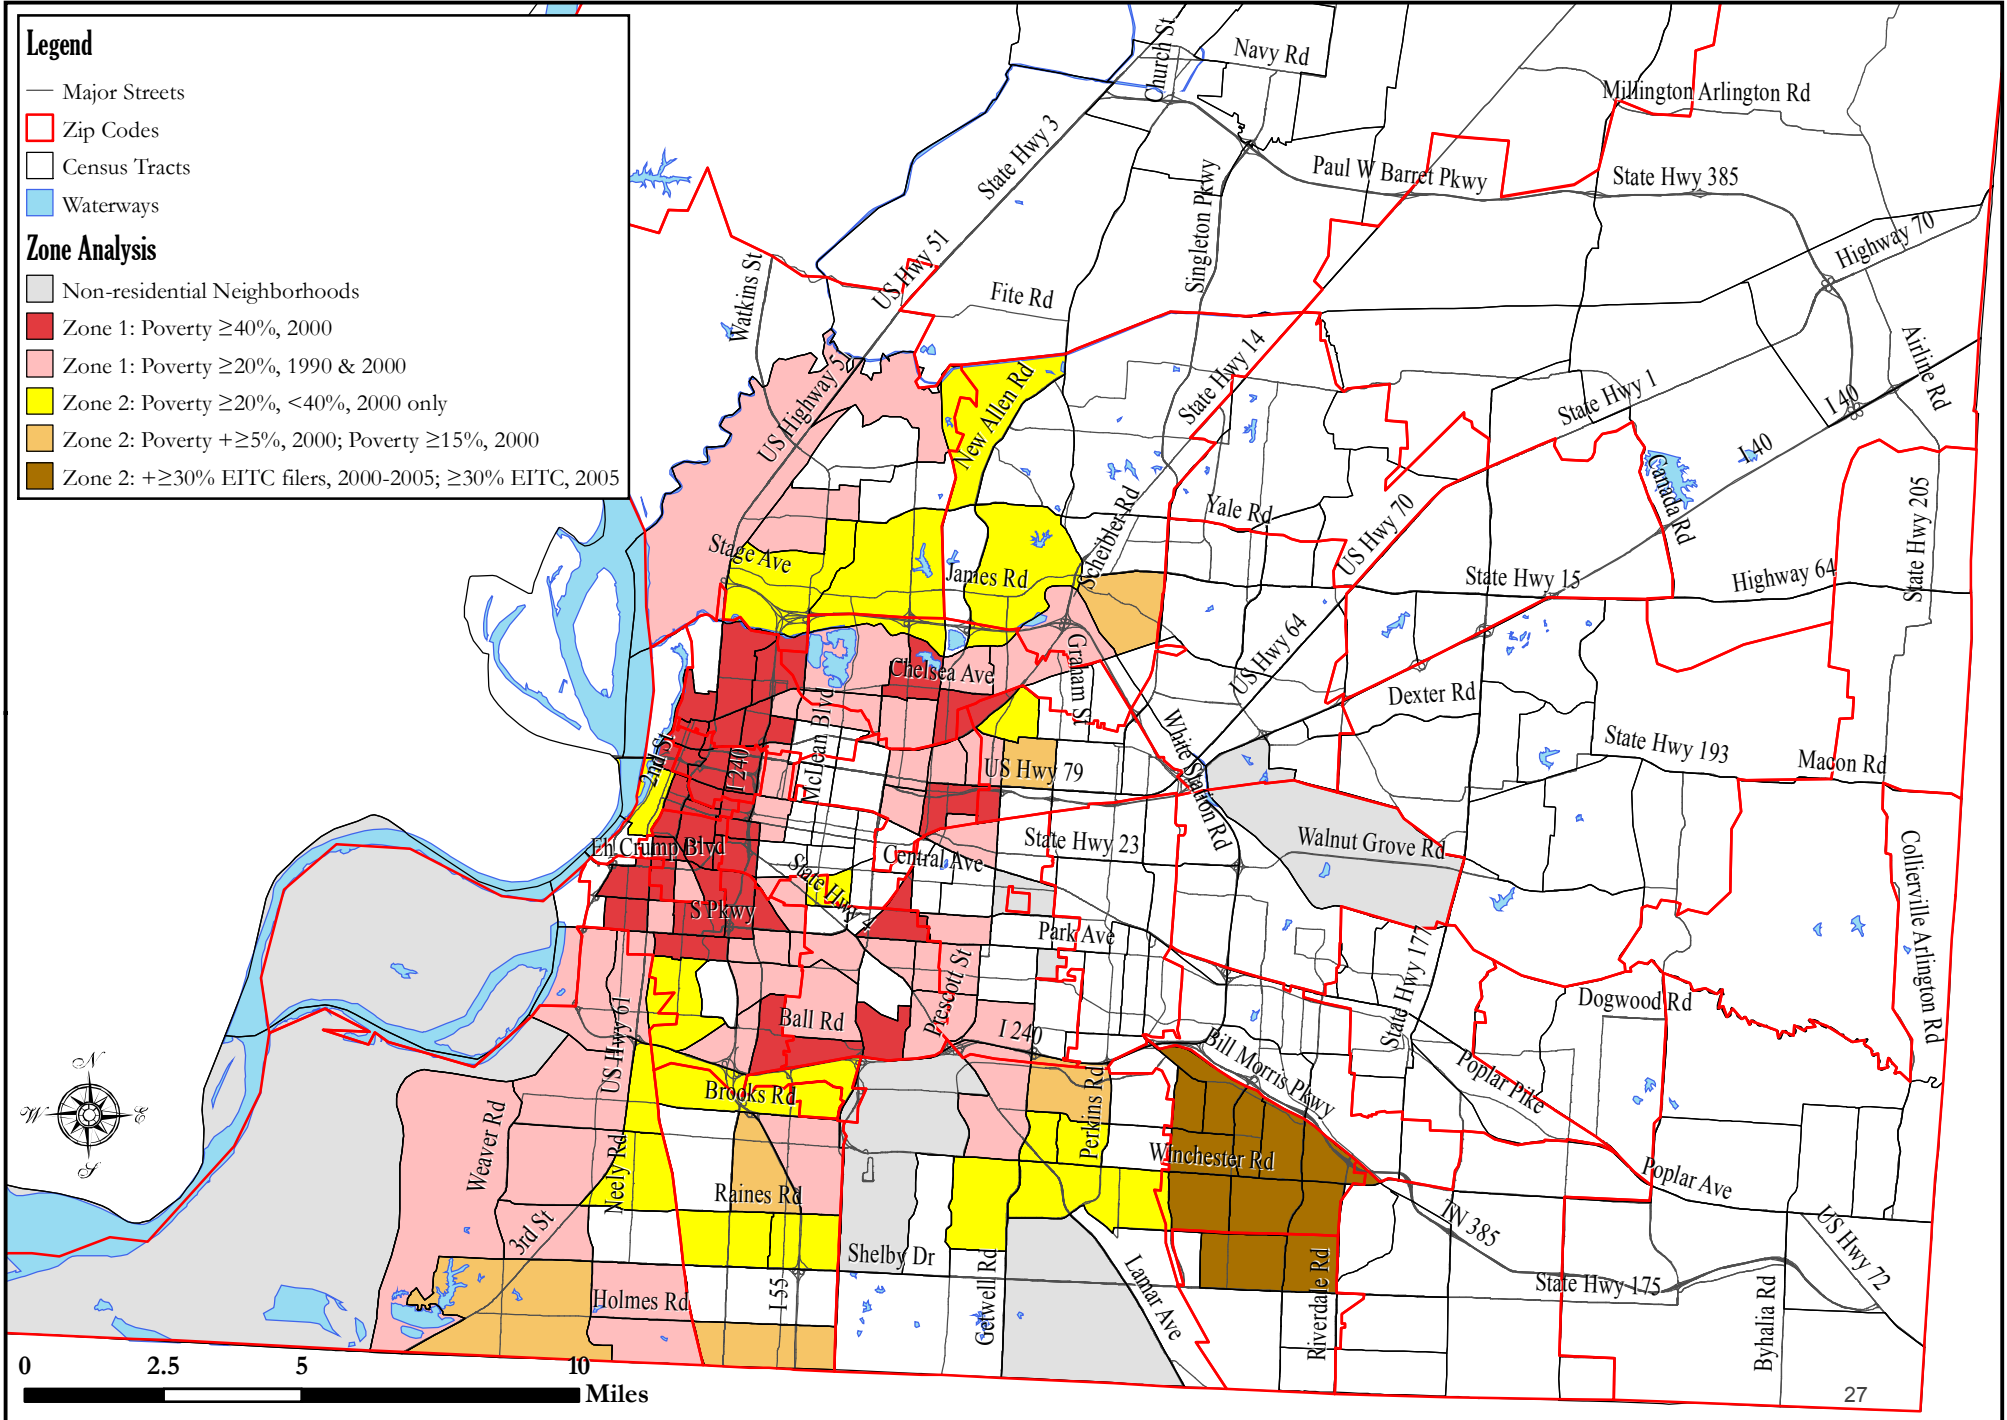 Legend
Major Streets
Zip Codes
Census Tracts
Waterways
Zone Analysis
Non-residential Neighborhoods
Zone 1: Poverty ≥40%, 2000
Zone 1: Poverty ≥20%, 1990 & 2000
Zone 2: Poverty ≥20%, <40%, 2000 only
Zone 2: Poverty +≥5%, 2000; Poverty ≥15%, 2000
Zone 2: +≥30% EITC filers, 2000-2005; ≥30% EITC, 2005
Church St
Navy Rd
Millington Arlington Rd
State Hwy 3
Paul W Barret Pkwy
State Hwy 385
Singleton Pkwy
Highway 70
US Hwy 51
Watkins St
Fite Rd
State Hwy 14
Airline Rd
US Highway 5
New Allen Rd
State Hwy 1
I 40
I 40
Canada Rd
Scheibler Rd
Yale Rd
US Hwy 70
State Hwy 205
Stage Ave
James Rd
State Hwy 15
Highway 64
Graham St
US Hwy 64
Chelsea Ave
Dexter Rd
McLean Blvd
White Station Rd
2nd St
I 240
US Hwy 79
State Hwy 193
Macon Rd
Eh Crump Blvd
State Hwy 4
Central Ave
State Hwy 23
Walnut Grove Rd
Collierville Arlington Rd
S Pkwy
Park Ave
State Hwy 177
Prescott St
Dogwood Rd
US Hwy 61
Ball Rd
I 240
Bill Morris Pkwy
Poplar Pike
Brooks Rd
Perkins Rd
N
W
E
S
Weaver Rd
Neely Rd
Winchester Rd
Raines Rd
Poplar Ave
3rd St
Shelby Dr
Getwell Rd
Lamar Ave
Riverdale Rd
TN 385
US Hwy 72
State Hwy 175
Byhalia Rd
Holmes Rd
I 55
0 2.5 5 10
Miles
27